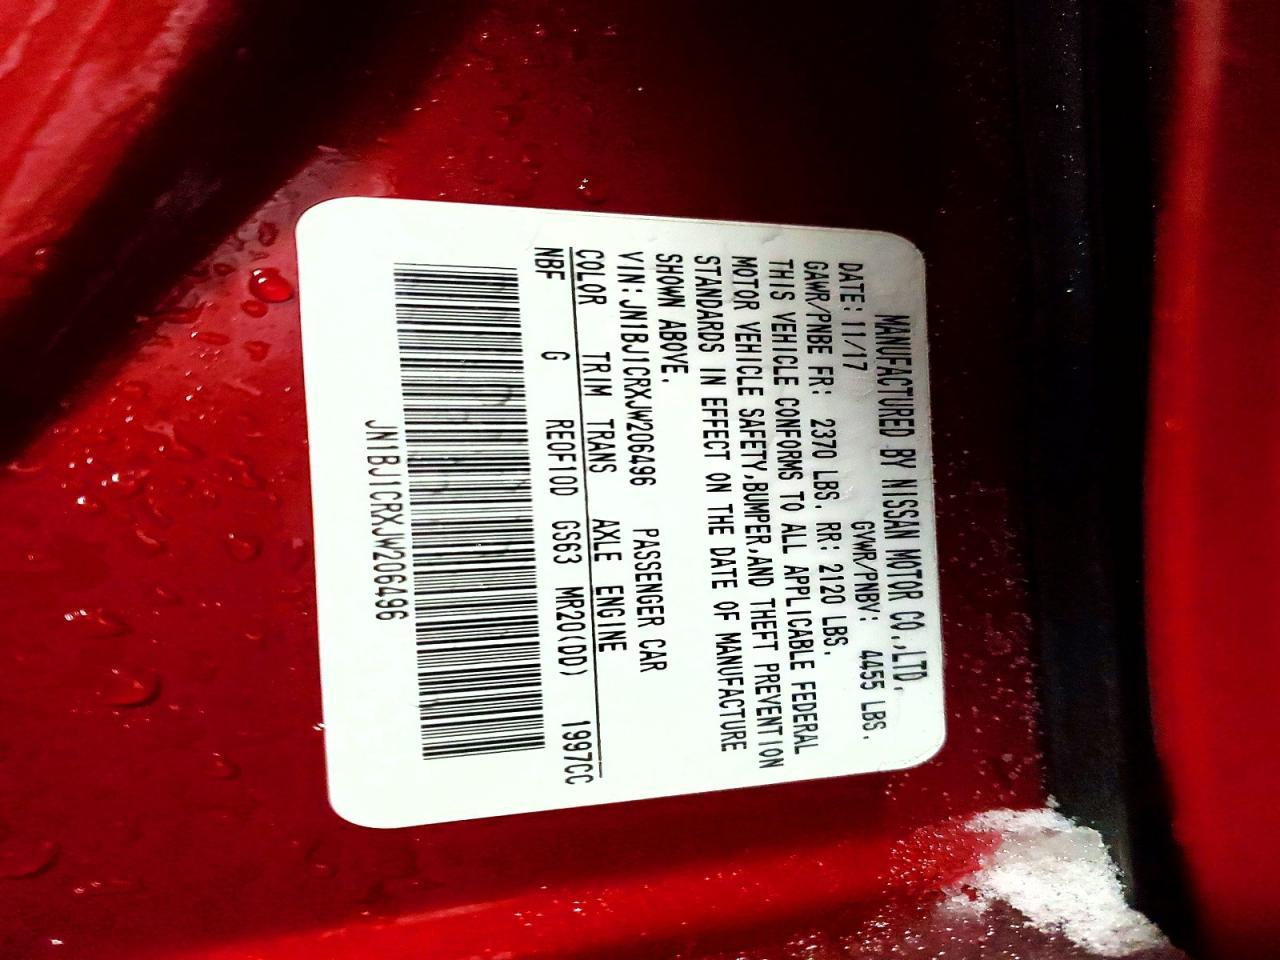 MANUFACTURED BY NISSAN MOTOR CO.,LTD.
DATE: 11/17 GVWR/PNBV: 4455 LBS.
GAWR/PNBE FR: 2370 LBS. RR: 2120 LBS.
THIS VEHICLE CONFORMS TO ALL APPLICABLE FEDERAL
MOTOR VEHICLE SAFETY,BUMPER,AND THEFT PREVENTION
STANDARDS IN EFFECT ON THE DATE OF MANUFACTURE
SHOWN ABOVE.
VIN:JN1BJ1CRXJW206496 PASSENGER CAR
COLOR TRIM TRANS AXLE ENGINE
NBF G RE0F10D GS63 MR20(DD) 1997CC
JN1BJ1CRXJW206496